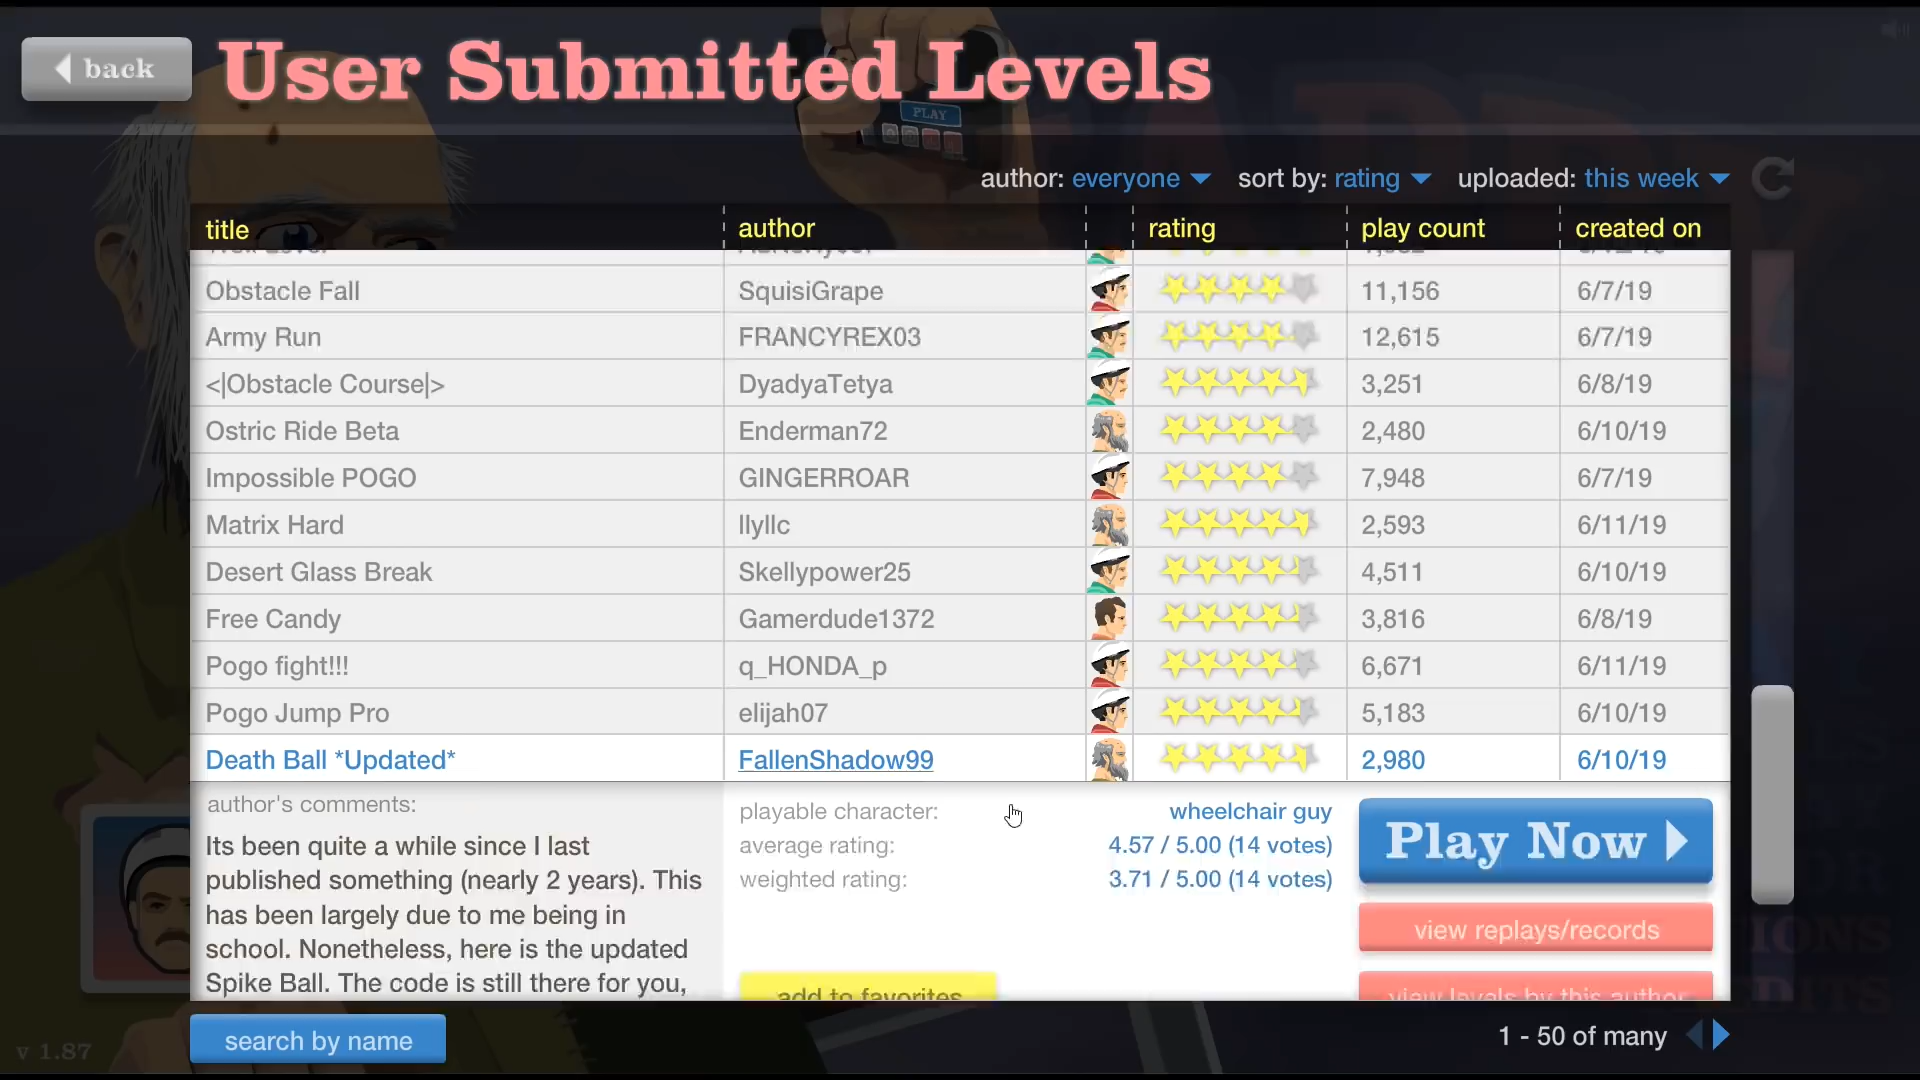 back
User Submitted Levels
PLAY
author: everyone sort by: rating uploaded: this week
title author rating play count created on
Obstacle Fall SquisiGrape 11,156 6/7/19
Army Run FRANCYREX03 12,615 6/7/19
<|Obstacle Course|> DyadyaTetya 3,251 6/8/19
Ostric Ride Beta Enderman72 2,480 6/10/19
Impossible POGO GINGERROAR 7,948 6/7/19
Matrix Hard llyllc 2,593 6/11/19
Desert Glass Break Skellypower25 4,511 6/10/19
Free Candy Gamerdude1372 3,816 6/8/19
Pogo fight!!! q_HONDA_p 6,671 6/11/19
Pogo Jump Pro elijah07 5,183 6/10/19
Death Ball *Updated* FallenShadow99 2,980 6/10/19
author's comments:
Its been quite a while since I last
published something (nearly 2 years). This
has been largely due to me being in
school. Nonetheless, here is the updated
Spike Ball. The code is still there for you,
playable character: wheelchair guy
average rating: 4.57 / 5.00 (14 votes)
weighted rating: 3.71 / 5.00 (14 votes)
add to favorites
Play Now
view replays/records
view levels by this author
search by name
1 - 50 of many
v 1.87